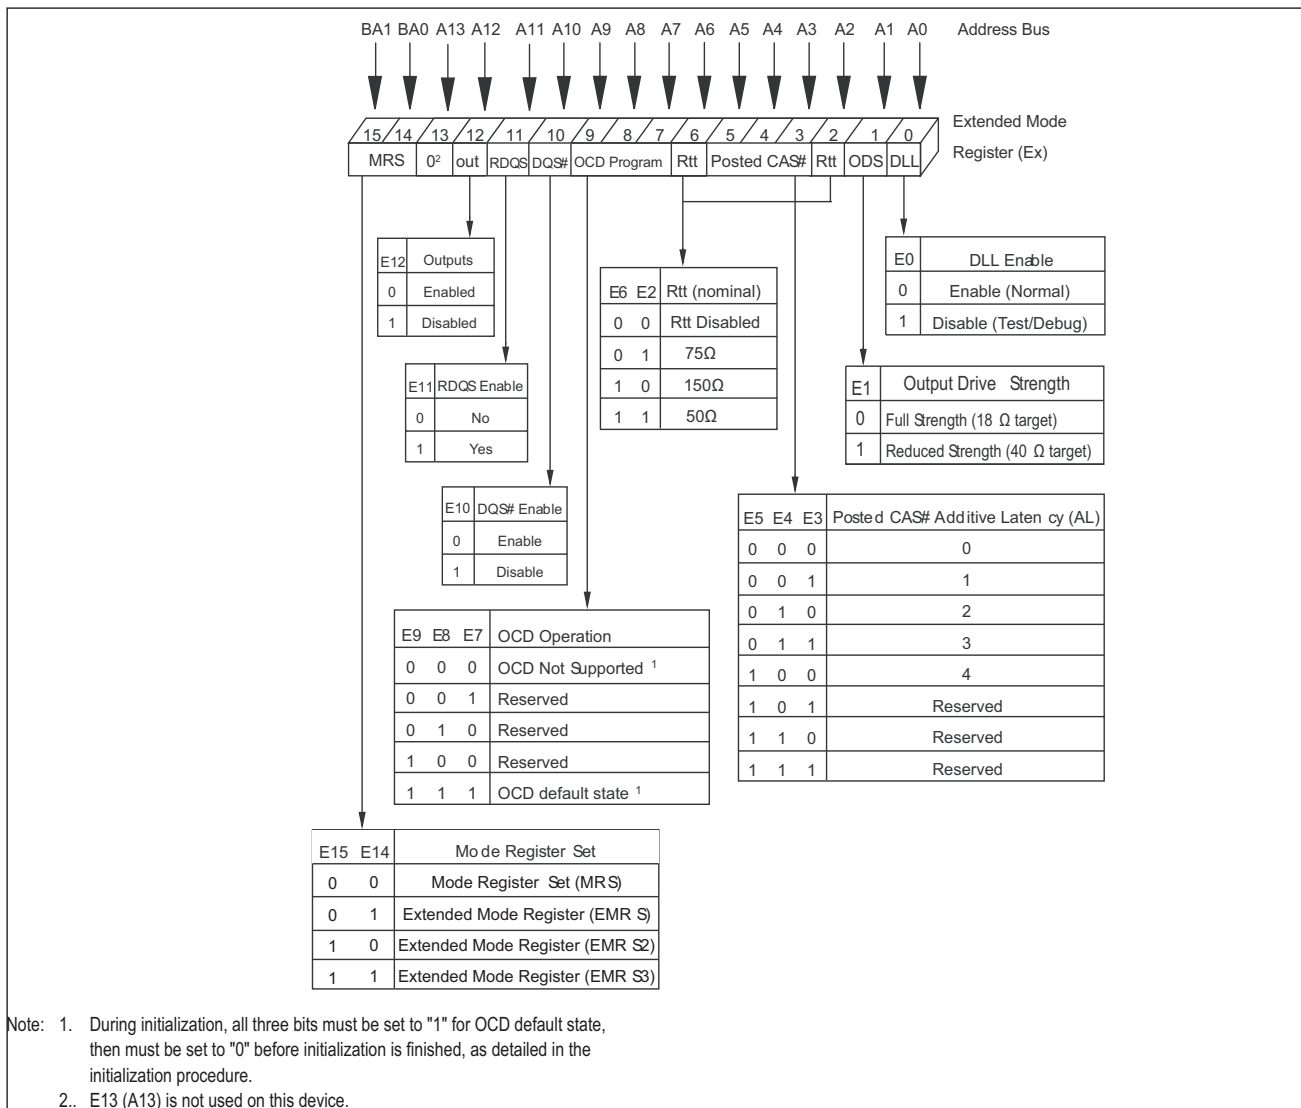 BA1 BA0 A13 A12 A11 A10 A9 A8 A7 A6 A5 A4 A3 A2 A1 A0 Address Bus
15 14 13 12 11 10 9 8 7 6 5 4 3 2 1 0 Extended Mode
Register (Ex)
MRS 0² out RDQS DQS# OCD Program Rtt Posted CAS# Rtt ODS DLL
E12 Outputs
0 Enabled
1 Disabled
E11 RDQS Enable
0 No
1 Yes
E10 DQS# Enable
0 Enable
1 Disable
E6 E2 Rtt (nominal)
0 0 Rtt Disabled
0 1 75Ω
1 0 150Ω
1 1 50Ω
E0 DLL Enable
0 Enable (Normal)
1 Disable (Test/Debug)
E1 Output Drive Strength
0 Full Strength (18 Ω target)
1 Reduced Strength (40 Ω target)
E5 E4 E3 Posted CAS# Additive Laten cy (AL)
0 0 0 0
0 0 1 1
0 1 0 2
0 1 1 3
1 0 0 4
1 0 1 Reserved
1 1 0 Reserved
1 1 1 Reserved
E9 E8 E7 OCD Operation
0 0 0 OCD Not Supported ¹
0 0 1 Reserved
0 1 0 Reserved
1 0 0 Reserved
1 1 1 OCD default state ¹
E15 E14 Mo de Register Set
0 0 Mode Register Set (MRS)
0 1 Extended Mode Register (EMR S)
1 0 Extended Mode Register (EMR S2)
1 1 Extended Mode Register (EMR S3)
Note: 1. During initialization, all three bits must be set to "1" for OCD default state,
then must be set to "0" before initialization is finished, as detailed in the
initialization procedure.
2.. E13 (A13) is not used on this device.